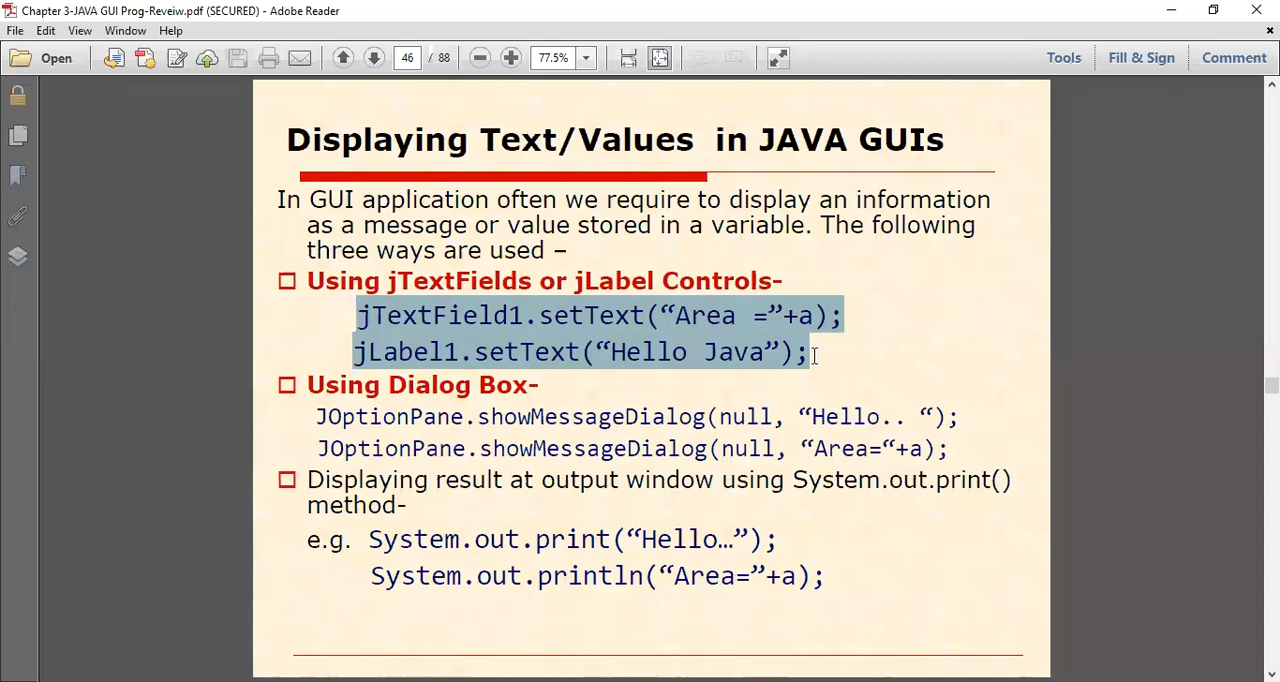 Chapter 3-JAVA GUI Prog-Reveiw.pdf (SECURED) - Adobe Reader
File Edit View Window Help
Open 46 / 88 77.5% Tools Fill & Sign Comment
Displaying Text/Values in JAVA GUIs
In GUI application often we require to display an information
as a message or value stored in a variable. The following
three ways are used –
Using jTextFields or jLabel Controls-
jTextField1.setText(“Area =”+a);
jLabel1.setText(“Hello Java”);
Using Dialog Box-
JOptionPane.showMessageDialog(null, “Hello.. “);
JOptionPane.showMessageDialog(null, “Area=“+a);
Displaying result at output window using System.out.print()
method-
e.g. System.out.print(“Hello…”);
System.out.println(“Area=”+a);